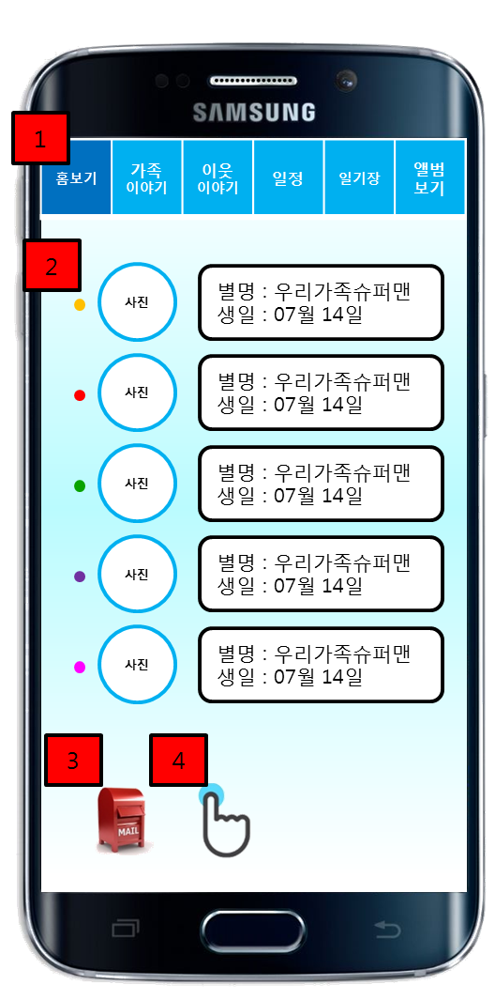 SAMSUNG
1
홈보기
가족
이야기
이웃
이야기
일정
일기장
앨범
보기
2
사진
별명 : 우리가족슈퍼맨
생일 : 07월 14일
사진
별명 : 우리가족슈퍼맨
생일 : 07월 14일
사진
별명 : 우리가족슈퍼맨
생일 : 07월 14일
사진
별명 : 우리가족슈퍼맨
생일 : 07월 14일
사진
별명 : 우리가족슈퍼맨
생일 : 07월 14일
3
4
MAIL